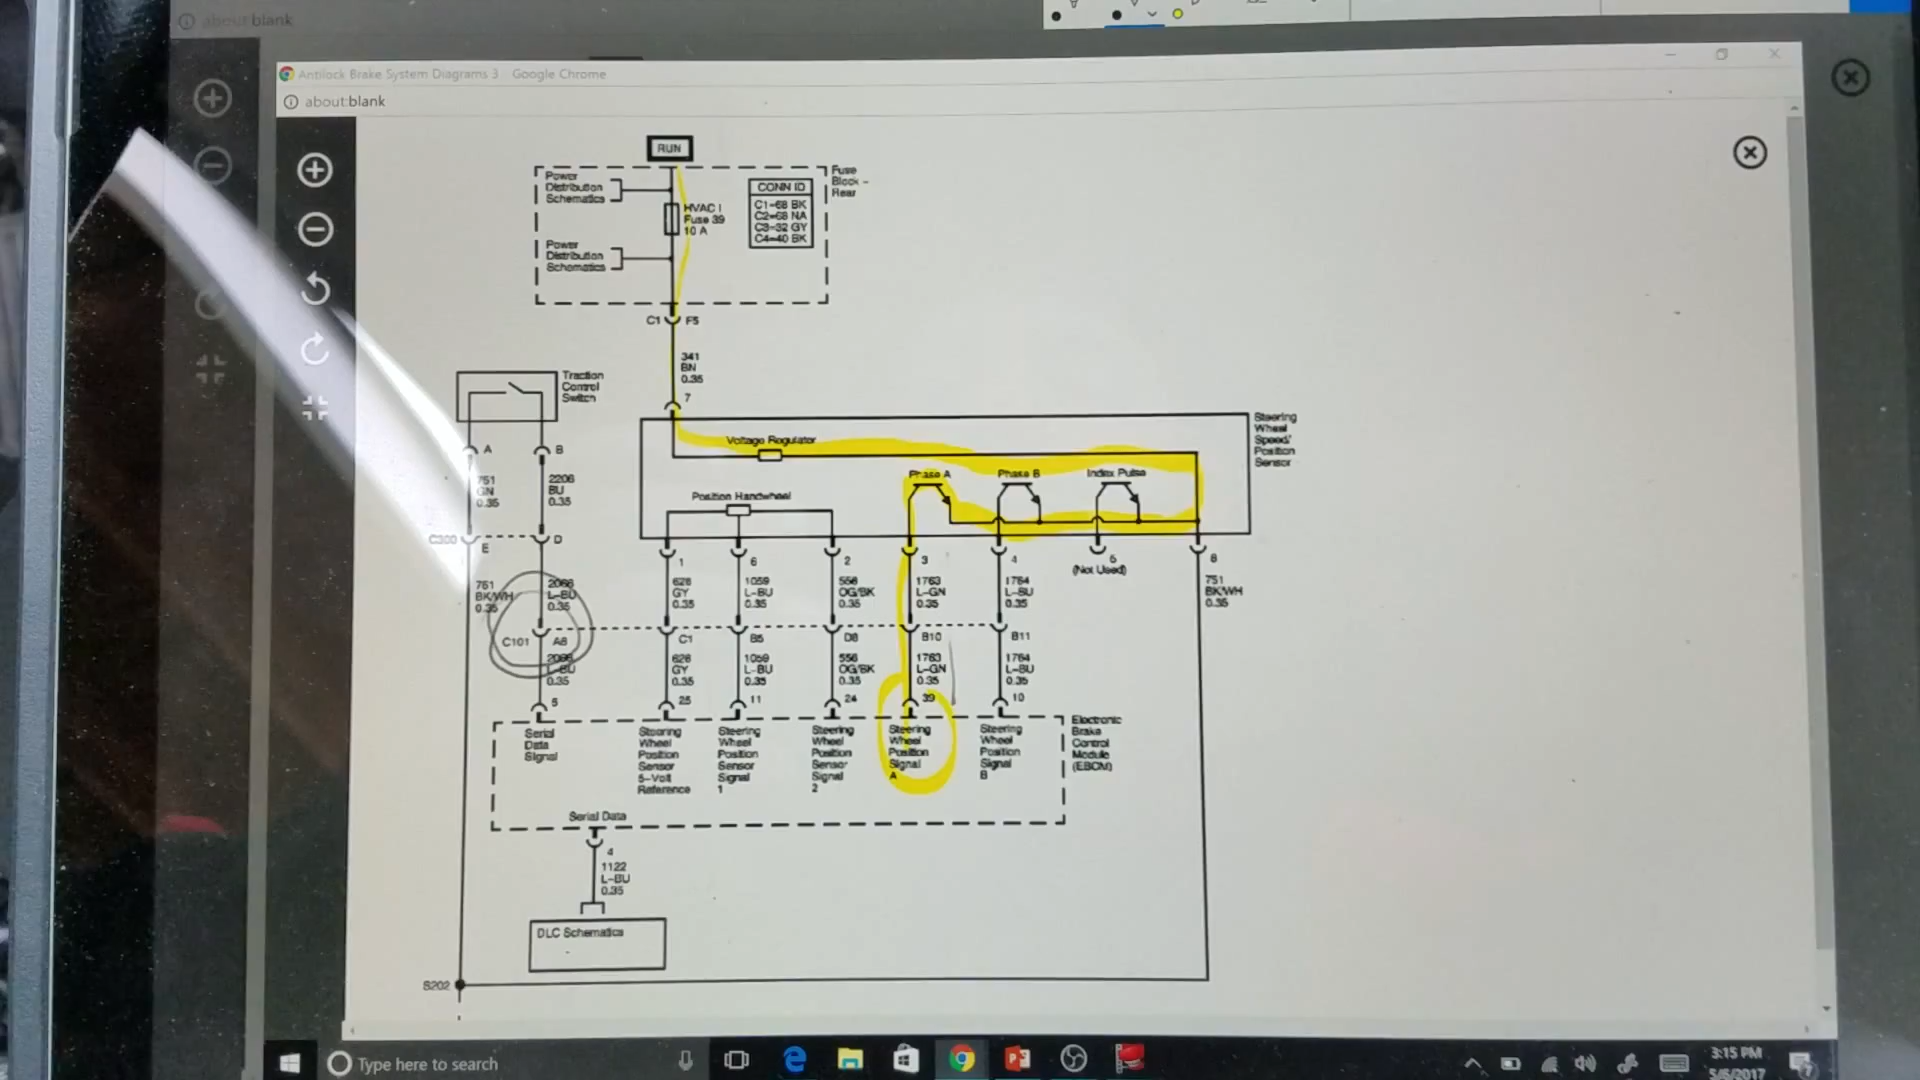 about:blank
Antilock Brake System Diagrams 3 - Google Chrome
about:blank
RUN
Power
Distribution
Schematics
HVAC I
Fuse 39
10 A
CONN ID
C1=68 BK
C2=68 NA
C3=32 GY
C4=40 BK
Fuse
Block -
Rear
Power
Distribution
Schematics
C1
F5
341
BN
0.35
7
Traction
Control
Switch
A
B
751
GN
0.35
2206
BU
0.35
C300
E
D
Steering
Wheel
Speed/
Position
Sensor
Voltage Regulator
Phase A
Phase B
Index Pulse
Position Handwheel
1
6
2
3
4
5
(Not Used)
8
751
BK/WH
0.35
L-BU
0.35
628
GY
0.35
1059
L-BU
0.35
556
OG/BK
0.35
1763
L-GN
0.35
1764
L-BU
0.35
751
BK/WH
0.35
C101
A8
C1
B5
D8
B10
B11
L-BU
0.35
628
GY
0.35
1059
L-BU
0.35
556
OG/BK
0.35
1763
L-GN
0.35
1764
L-BU
0.35
5
25
11
24
39
10
Serial
Data
Signal
Steering
Wheel
Position
Sensor
5-Volt
Reference
Steering
Wheel
Position
Sensor
Signal
1
Steering
Wheel
Position
Sensor
Signal
2
Steering
Wheel
Position
Signal
A
Steering
Wheel
Position
Signal
B
Electronic
Brake
Control
Module
(EBCM)
Serial Data
4
1122
L-BU
0.35
DLC Schematics
S202
Type here to search
3:15 PM
5/6/2017